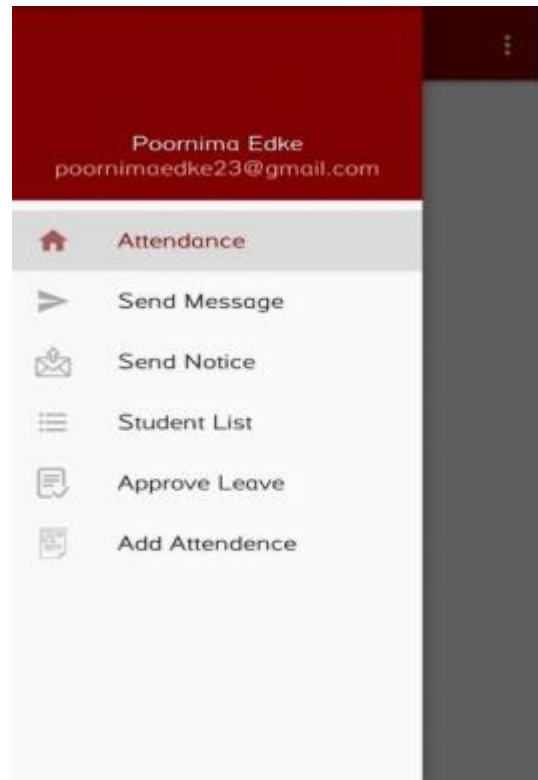 Poornima Edke
poornimaedke23@gmail.com
Attendance
Send Message
Send Notice
Student List
Approve Leave
Add Attendence